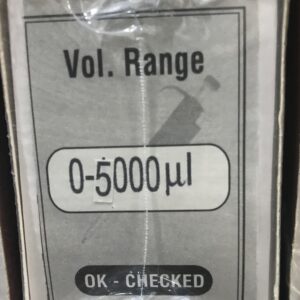 Vol. Range
0-5000µl
OK - CHECKED